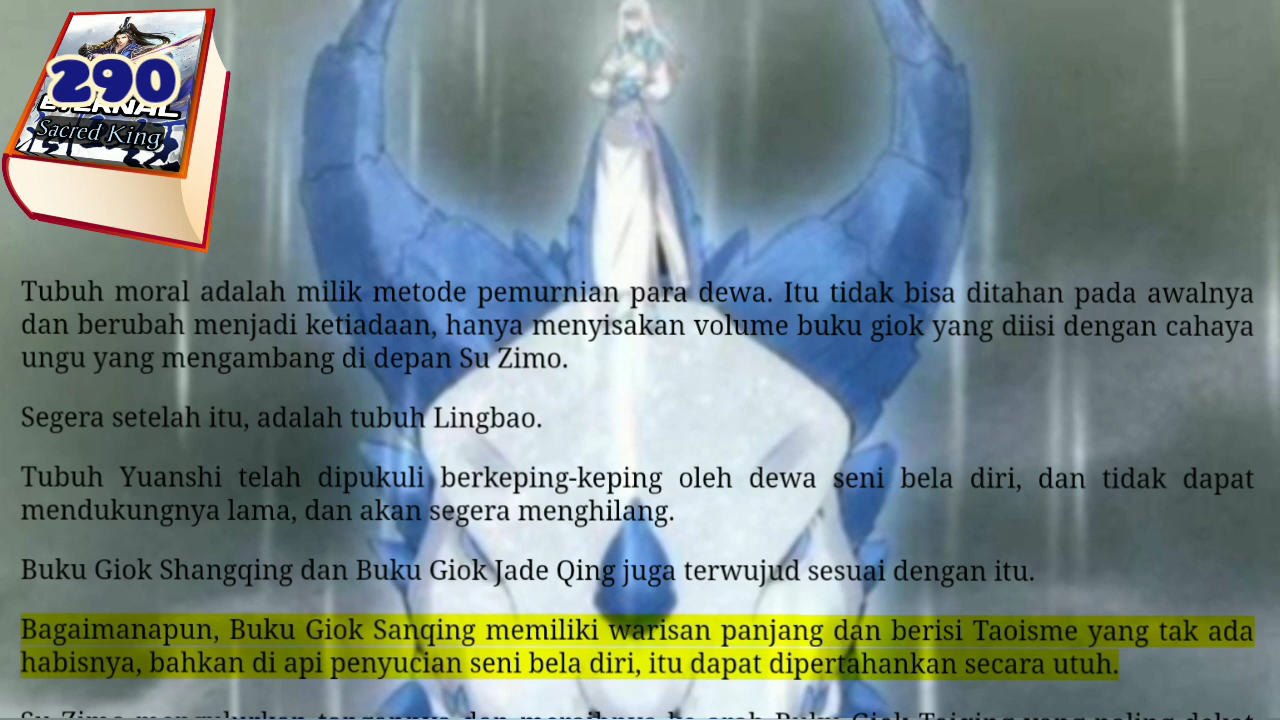 290
ETERNAL
Sacred King
Tubuh moral adalah milik metode pemurnian para dewa. Itu tidak bisa ditahan pada awalnya
dan berubah menjadi ketiadaan, hanya menyisakan volume buku giok yang diisi dengan cahaya
ungu yang mengambang di depan Su Zimo.
Segera setelah itu, adalah tubuh Lingbao.
Tubuh Yuanshi telah dipukuli berkeping-keping oleh dewa seni bela diri, dan tidak dapat
mendukungnya lama, dan akan segera menghilang.
Buku Giok Shangqing dan Buku Giok Jade Qing juga terwujud sesuai dengan itu.
Bagaimanapun, Buku Giok Sanqing memiliki warisan panjang dan berisi Taoisme yang tak ada
habisnya, bahkan di api penyucian seni bela diri, itu dapat dipertahankan secara utuh.